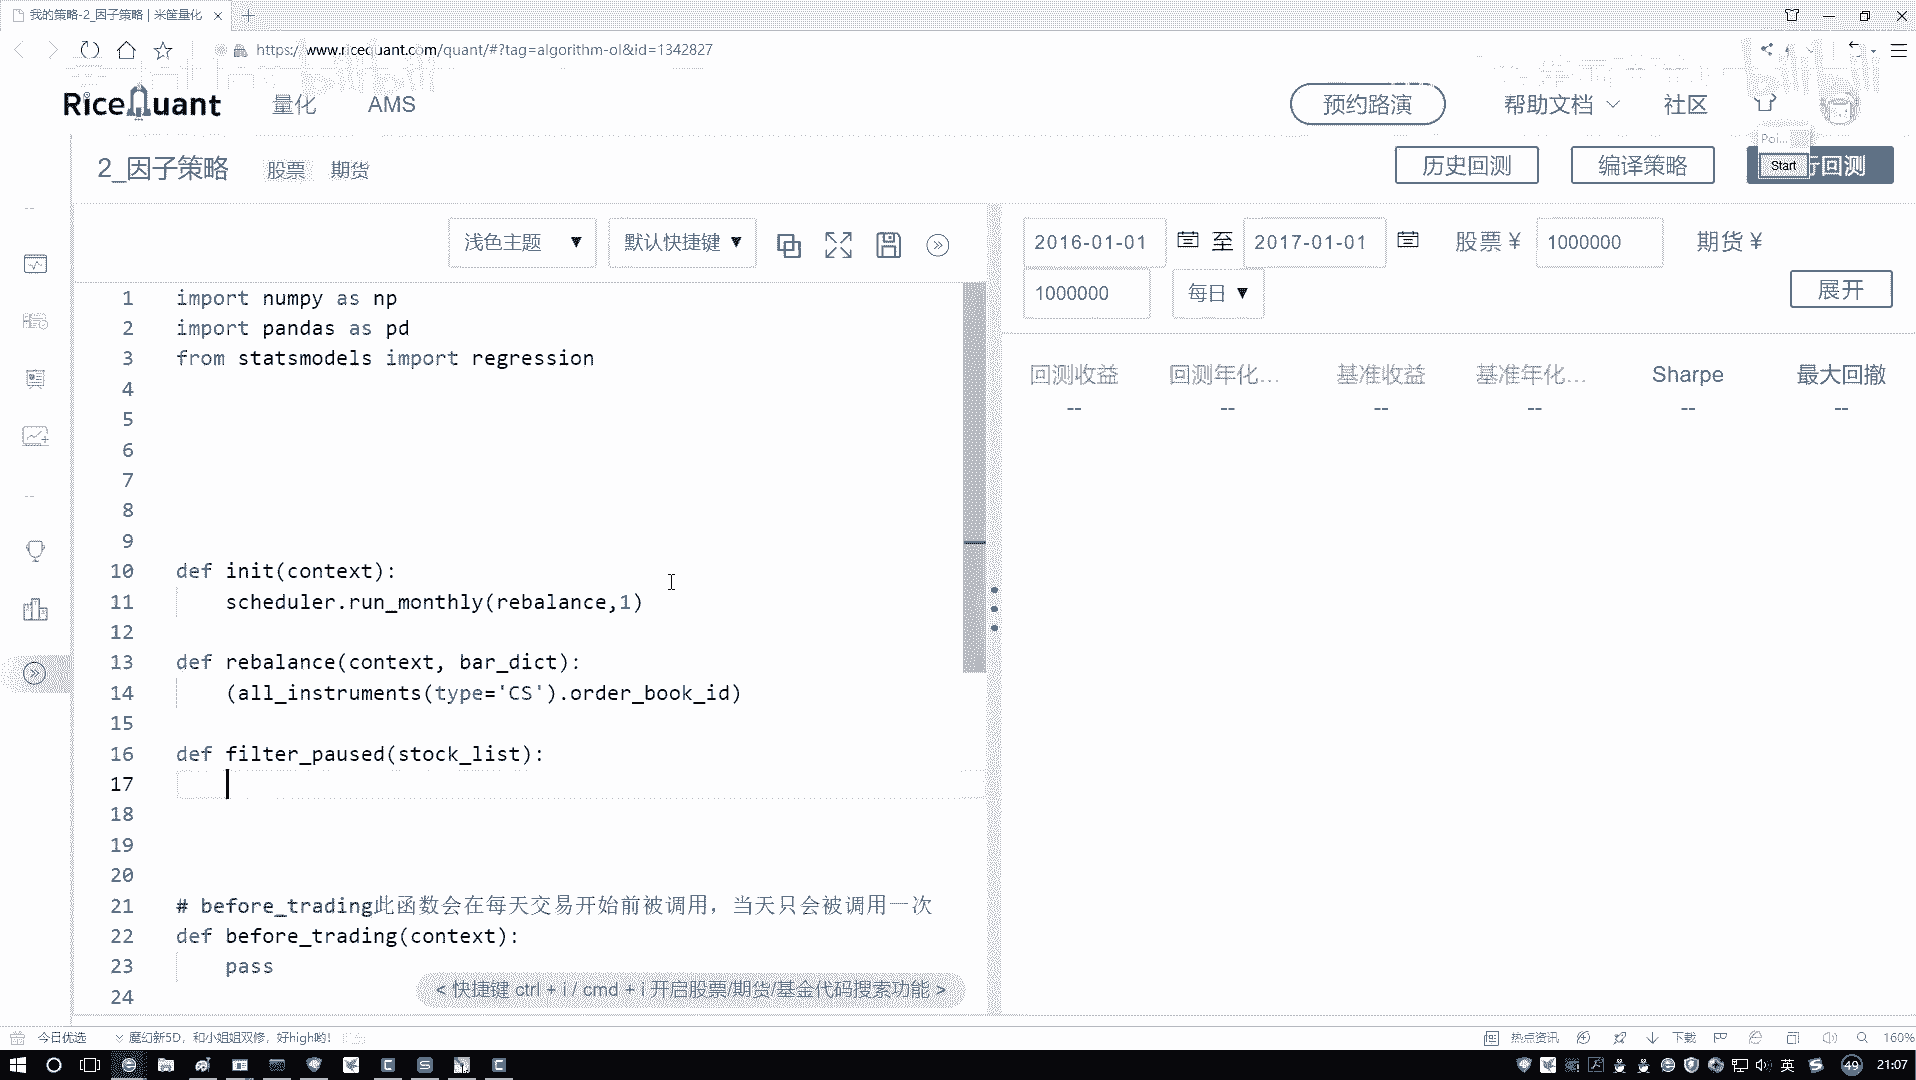 我的策略-2_因子策略 | 米筐量化
https://www.ricequant.com/quant/#?tag=algorithm-ol&id=1342827
RiceQuant 量化 AMS 预约路演 帮助文档 社区
Poi...
2_因子策略 股票 期货 历史回测 编译策略 Start 行回测
浅色主题 ▼ 默认快捷键 ▼
2016-01-01 至 2017-01-01 股票 ¥ 1000000 期货 ¥
1000000 每日 ▼ 展开
回测收益 回测年化... 基准收益 基准年化... Sharpe 最大回撤
-- -- -- -- -- --
1 import numpy as np
2 import pandas as pd
3 from statsmodels import regression
4
5
6
7
8
9
10 def init(context):
11 scheduler.run_monthly(rebalance,1)
12
13 def rebalance(context, bar_dict):
14 (all_instruments(type='CS').order_book_id)
15
16 def filter_paused(stock_list):
17
18
19
20
21 # before_trading此函数会在每天交易开始前被调用，当天只会被调用一次
22 def before_trading(context):
23 pass
24
< 快捷键 ctrl + i / cmd + i 开启股票/期货/基金代码搜索功能 >
今日优选 魔幻新5D，和小姐姐双修，好high哟! 热点资讯 下载 160%
英 49 21:07